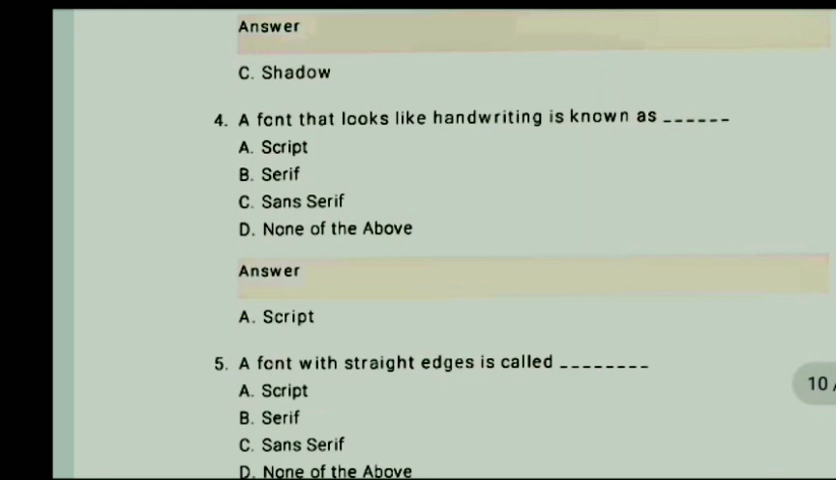 Answer
C. Shadow
4. A font that looks like handwriting is known as ______
A. Script
B. Serif
C. Sans Serif
D. None of the Above
Answer
A. Script
5. A font with straight edges is called ________
A. Script
B. Serif
C. Sans Serif
D. None of the Above
10 /